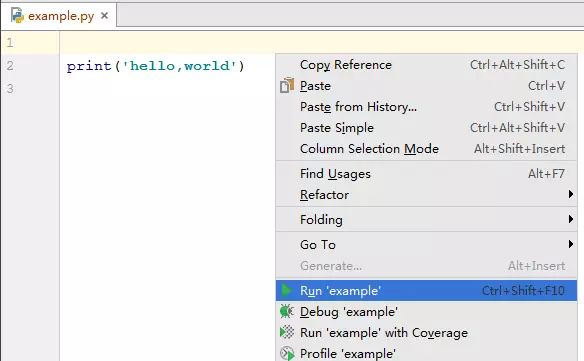 example.py
1
2 print('hello,world')
3
Copy Reference Ctrl+Alt+Shift+C
Paste Ctrl+V
Paste from History... Ctrl+Shift+V
Paste Simple Ctrl+Alt+Shift+V
Column Selection Mode Alt+Shift+Insert
Find Usages Alt+F7
Refactor
Folding
Go To
Generate... Alt+Insert
Run 'example' Ctrl+Shift+F10
Debug 'example'
Run 'example' with Coverage
Profile 'example'